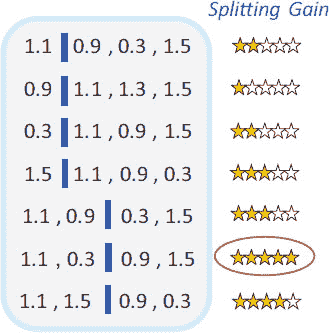 Splitting Gain
1.1 | 0.9 , 0.3 , 1.5
0.9 | 1.1 , 1.3 , 1.5
0.3 | 1.1 , 0.9 , 1.5
1.5 | 1.1 , 0.9 , 0.3
1.1 , 0.9 | 0.3 , 1.5
1.1 , 0.3 | 0.9 , 1.5
1.1 , 1.5 | 0.9 , 0.3